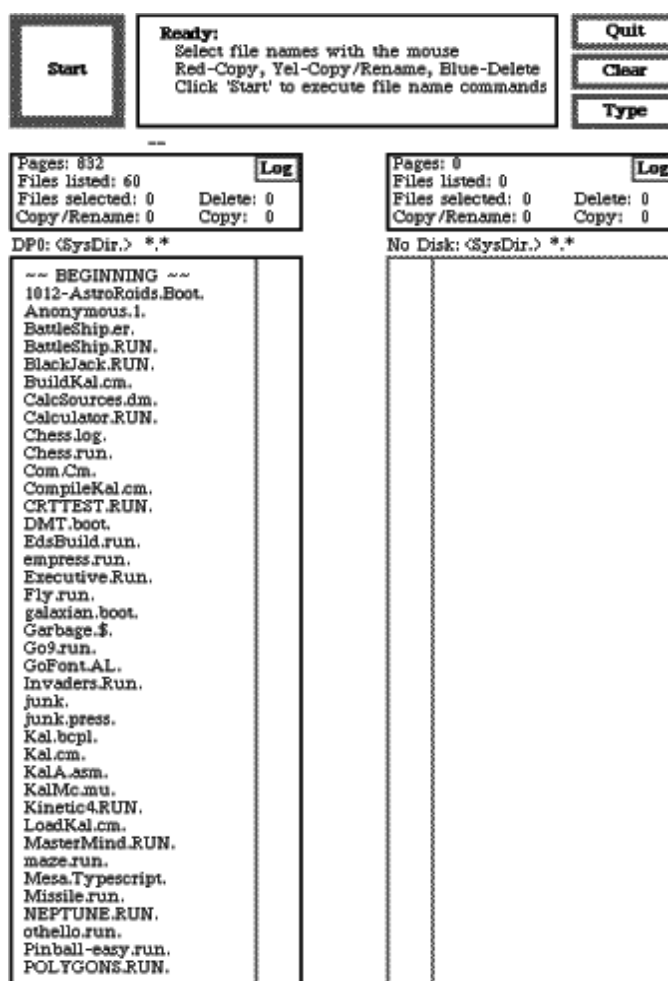 Start
Ready:
Select file names with the mouse
Red-Copy, Yel-Copy/Rename, Blue-Delete
Click 'Start' to execute file name commands
Quit
Clear
Type
--
Pages: 832
Log
Files listed: 60
Files selected: 0 Delete: 0
Copy/Rename: 0 Copy: 0
DP0: <SysDir.> *.*
Pages: 0
Log
Files listed: 0
Files selected: 0 Delete: 0
Copy/Rename: 0 Copy: 0
No Disk: <SysDir.> *.*
~~ BEGINNING ~~
1012-AstroRoids.Boot.
Anonymous.1.
BattleShip.er.
BattleShip.RUN.
BlackJack.RUN.
BuildKal.cm.
CalcSources.dm.
Calculator.RUN.
Chess.log.
Chess.run.
Com.Cm.
CompileKal.cm.
CRTTEST.RUN.
DMT.boot.
EdsBuild.run.
empress.run.
Executive.Run.
Fly.run.
galaxian.boot.
Garbage.$.
Go9.run.
GoFont.AL.
Invaders.Run.
junk.
junk.press.
Kal.bcpl.
Kal.cm.
KalA.asm.
KalMc.mu.
Kinetic4.RUN.
LoadKal.cm.
MasterMind.RUN.
maze.run.
Mesa.Typescript.
Missile.run.
NEPTUNE.RUN.
othello.run.
Pinball-easy.run.
POLYGONS.RUN.